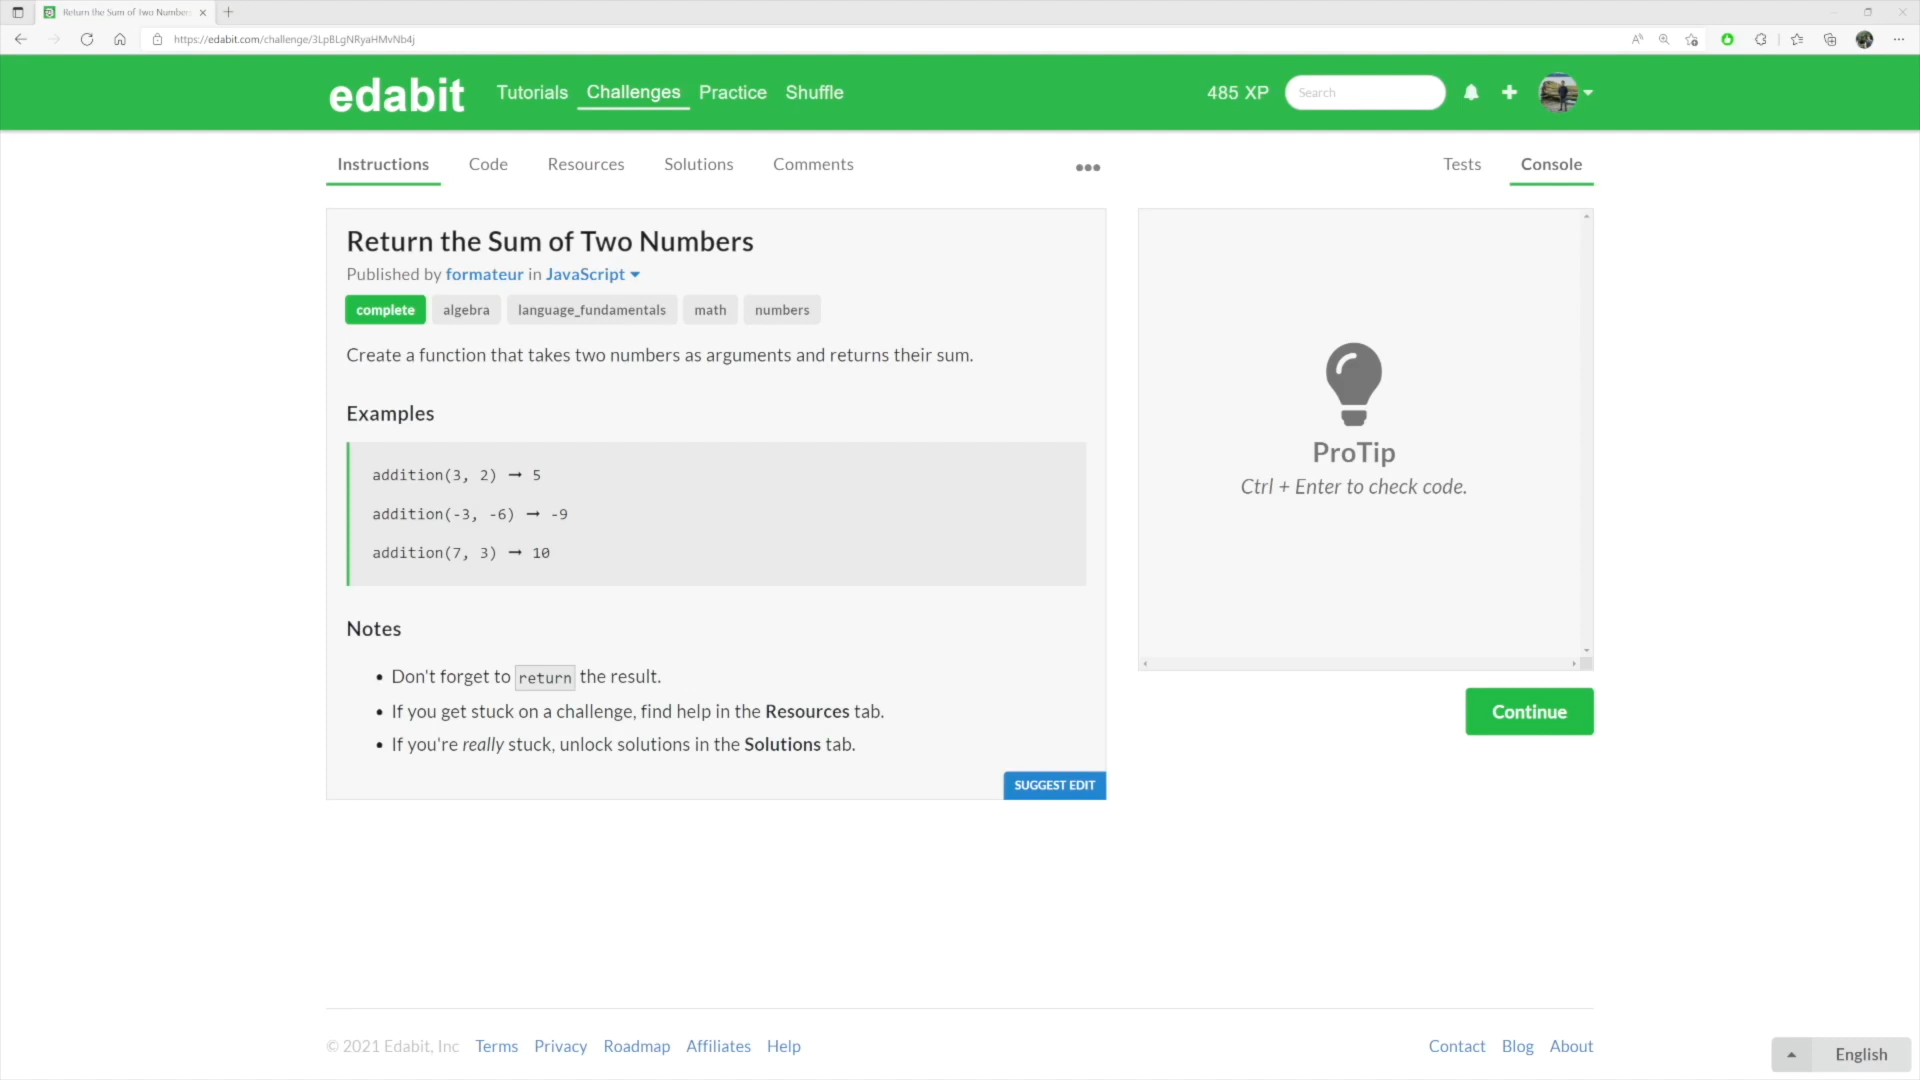 Return the Sum of Two Number
https://edabit.com/challenge/3LpBLgNRyaHMvNb4j
edabit Tutorials Challenges Practice Shuffle 485 XP Search
Instructions Code Resources Solutions Comments Tests Console
Return the Sum of Two Numbers
Published by formateur in JavaScript
complete algebra language_fundamentals math numbers
Create a function that takes two numbers as arguments and returns their sum.
Examples
addition(3, 2) ➞ 5
addition(-3, -6) ➞ -9
addition(7, 3) ➞ 10
Notes
• Don't forget to return the result.
• If you get stuck on a challenge, find help in the Resources tab.
• If you're really stuck, unlock solutions in the Solutions tab.
SUGGEST EDIT
ProTip
Ctrl + Enter to check code.
Continue
© 2021 Edabit, Inc Terms Privacy Roadmap Affiliates Help Contact Blog About
English